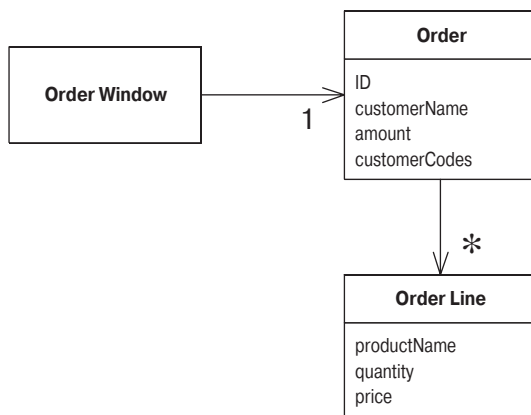 Order Window
1
Order
ID
customerName
amount
customerCodes
*
Order Line
productName
quantity
price